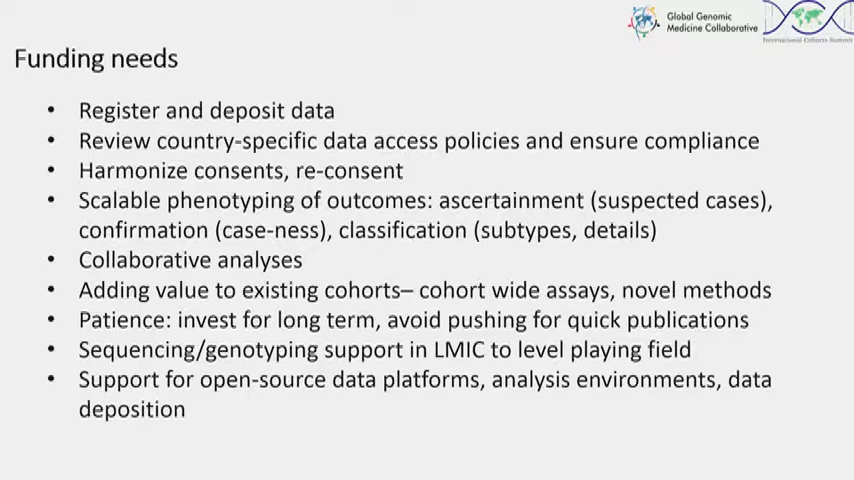 Global Genomic
Medicine Collaborative
International Cohorts Summit
Funding needs
• Register and deposit data
• Review country-specific data access policies and ensure compliance
• Harmonize consents, re-consent
• Scalable phenotyping of outcomes: ascertainment (suspected cases),
confirmation (case-ness), classification (subtypes, details)
• Collaborative analyses
• Adding value to existing cohorts– cohort wide assays, novel methods
• Patience: invest for long term, avoid pushing for quick publications
• Sequencing/genotyping support in LMIC to level playing field
• Support for open-source data platforms, analysis environments, data
deposition